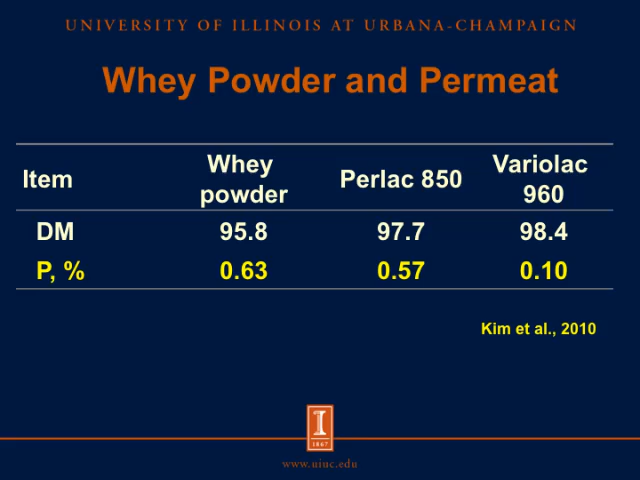 UNIVERSITY OF ILLINOIS AT URBANA-CHAMPAIGN
Whey Powder and Permeat
Item Whey powder Perlac 850 Variolac 960
DM 95.8 97.7 98.4
P, % 0.63 0.57 0.10
Kim et al., 2010
I
1867
www.uiuc.edu